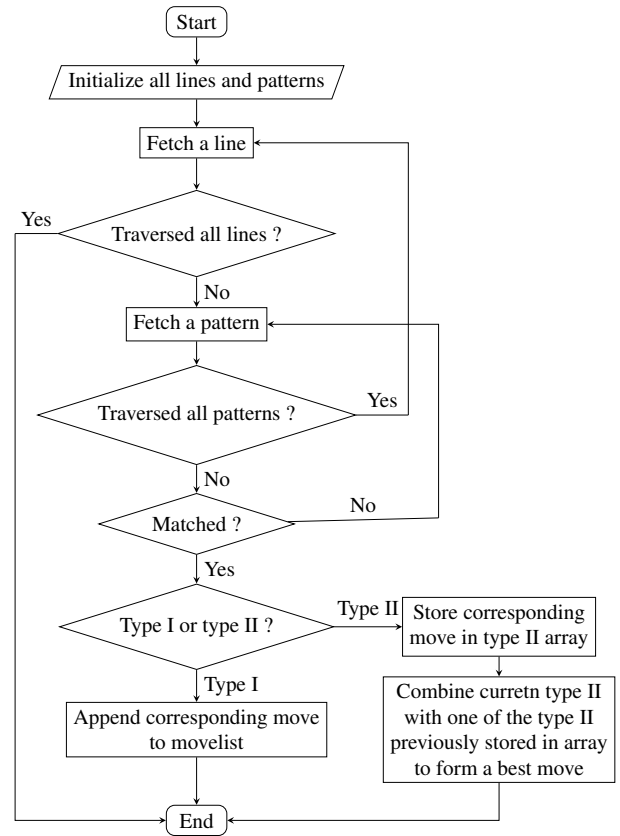 Start
Initialize all lines and patterns
Fetch a line
Yes
Traversed all lines ?
No
Fetch a pattern
Traversed all patterns ?
Yes
No
Matched ?
No
Yes
Type I or type II ?
Type II
Store corresponding
move in type II array
Type I
Append corresponding move
to movelist
Combine curretn type II
with one of the type II
previously stored in array
to form a best move
End